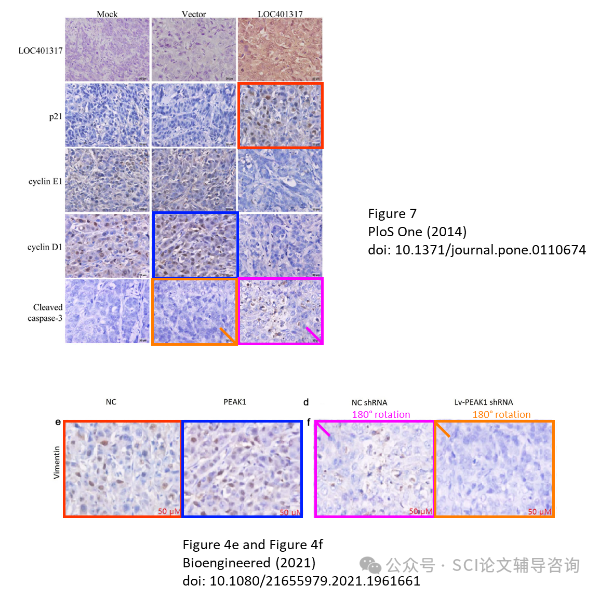 Mock Vector LOC401317
LOC401317
p21
cyclin E1
cyclin D1
Cleaved
caspase-3
Figure 7
PloS One (2014)
doi: 10.1371/journal.pone.0110674
NC PEAK1 d NC shRNA Lv-PEAK1 shRNA
180° rotation 180° rotation
e f
Vimentin
50 μM 50 μM 50 μM 50 μM
Figure 4e and Figure 4f
Bioengineered (2021)
doi: 10.1080/21655979.2021.1961661
公众号 · SCI论文辅导咨询